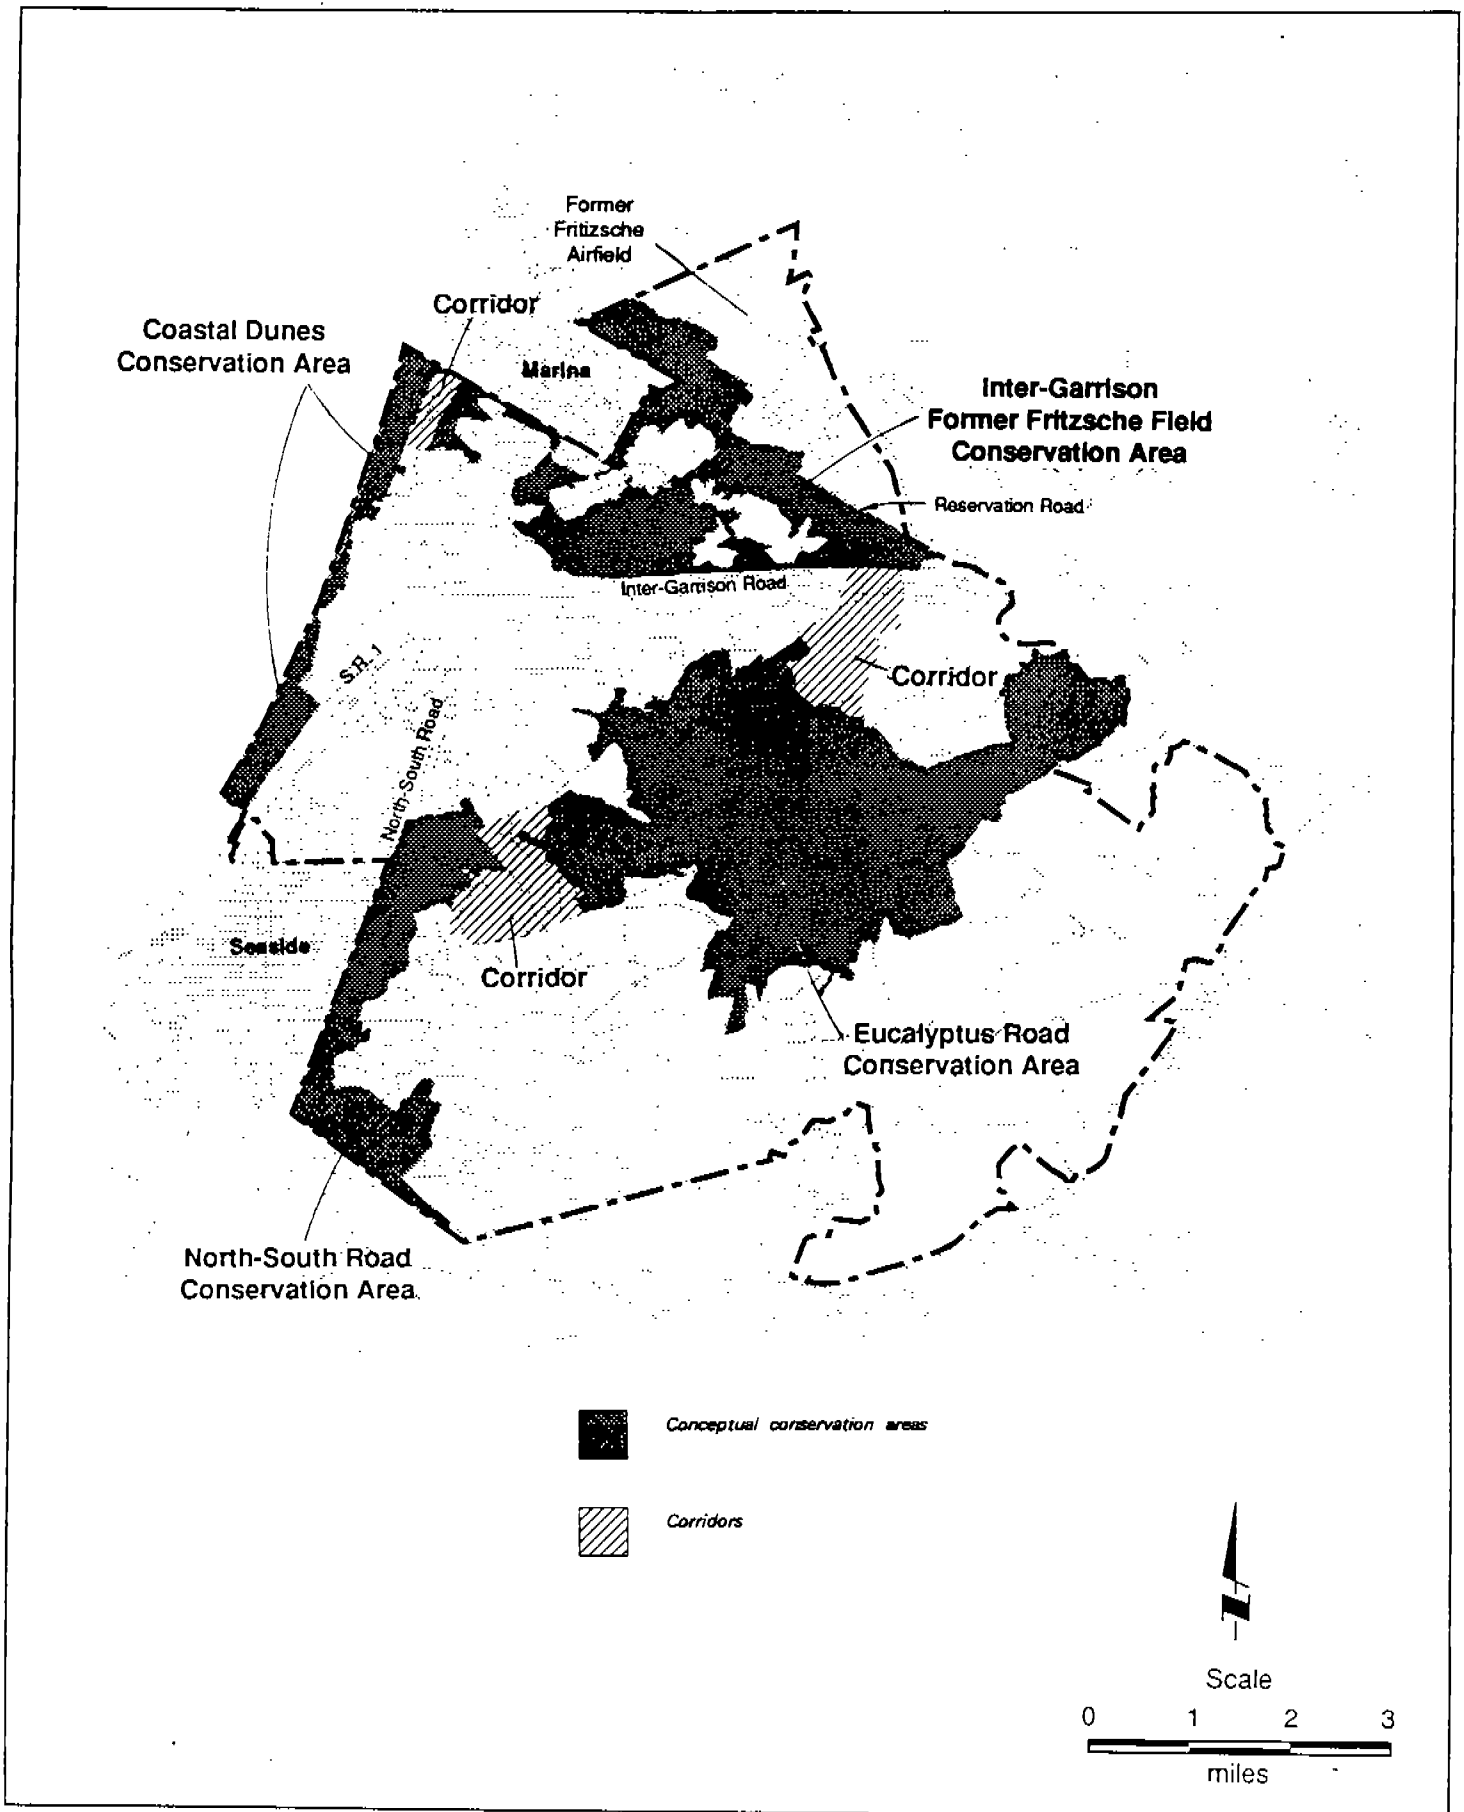 Former
Fritizsche
Airfield
Corridor
Coastal Dunes
Conservation Area
Marina
Inter-Garrison
Former Fritzsche Field
Conservation Area
Reservation Road
Inter-Garrison Road
S.R. 1
Corridor
North-South Road
Seaside
Corridor
Eucalyptus Road
Conservation Area
North-South Road
Conservation Area
Conceptual conservation areas
Corridors
Scale
0 1 2 3
miles